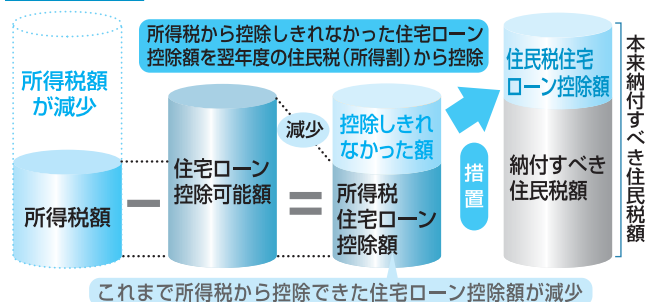 所得税から控除しきれなかった住宅ローン
控除額を翌年度の住民税（所得割）から控除
所得税額
が減少
所得税額
住宅ローン
控除可能額
減少
控除しきれ
なかった額
所得税
住宅ローン
控除額
措置
住民税住宅
ローン控除額
納付すべき
住民税額
本来納付すべき住民税額
これまで所得税から控除できた住宅ローン控除額が減少